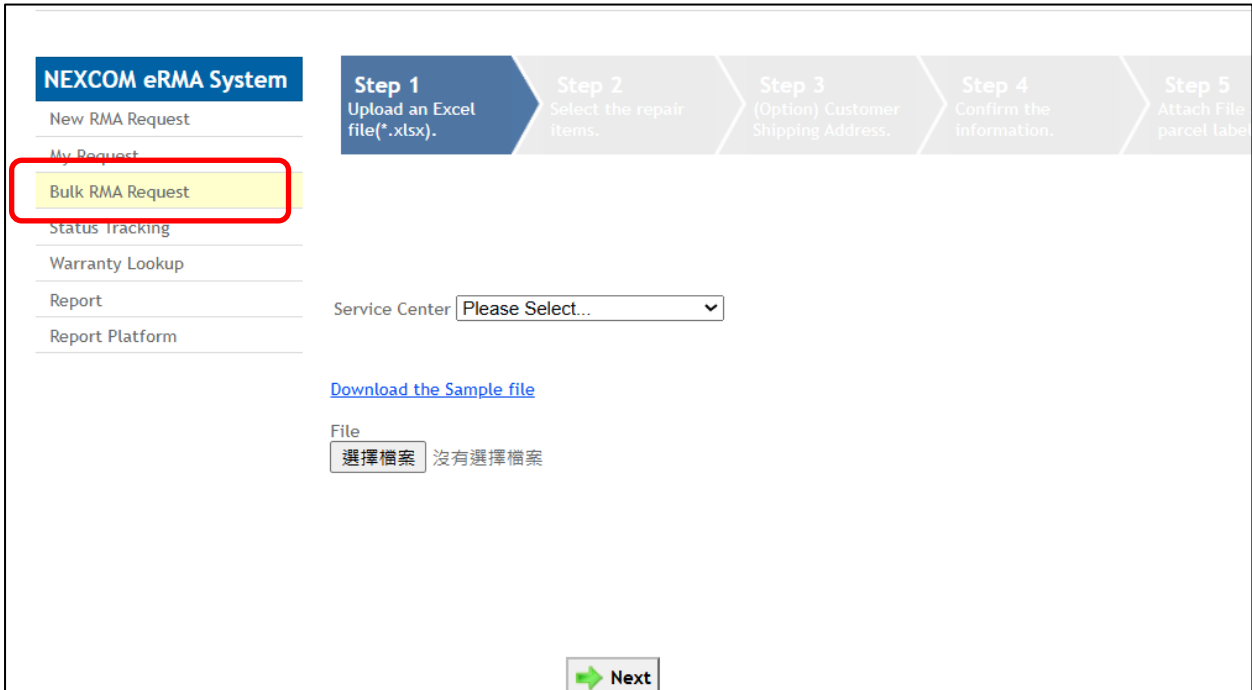 NEXCOM eRMA System
New RMA Request
My Request
Bulk RMA Request
Status Tracking
Warranty Lookup
Report
Report Platform
Step 1
Upload an Excel
file(*.xlsx).
Step 2
Select the repair
items.
Step 3
(Option) Customer
Shipping Address.
Step 4
Confirm the
information.
Step 5
Attach File
parcel label
Service Center Please Select...
Download the Sample file
File
選擇檔案 沒有選擇檔案
Next